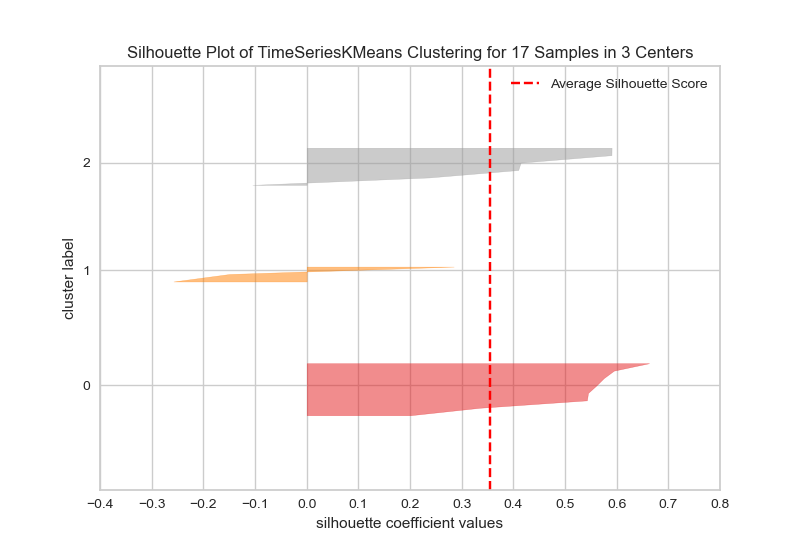 Silhouette Plot of TimeSeriesKMeans Clustering for 17 Samples in 3 Centers
Average Silhouette Score
2
1
0
cluster label
−0.4 −0.3 −0.2 −0.1 0.0 0.1 0.2 0.3 0.4 0.5 0.6 0.7 0.8
silhouette coefficient values